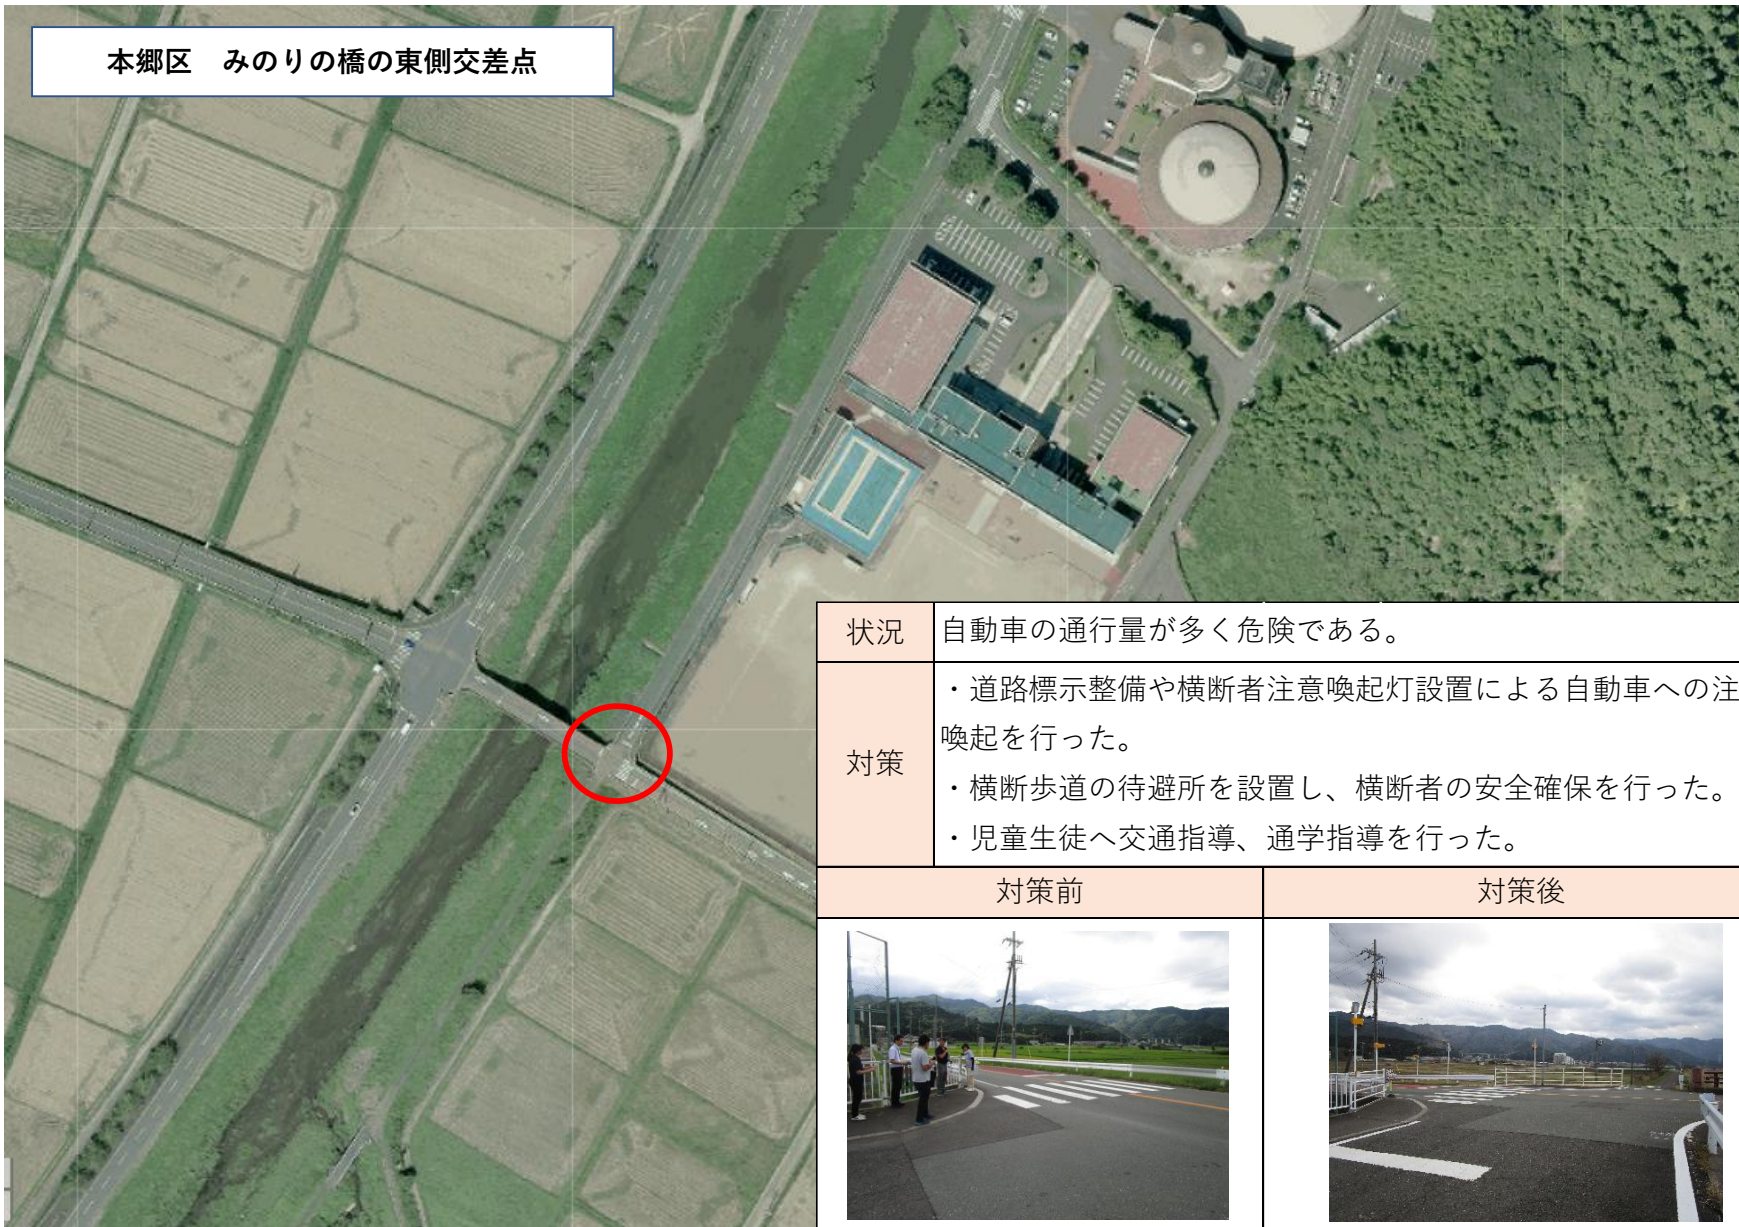 本郷区　みのりの橋の東側交差点
状況
自動車の通行量が多く危険である。
対策
・道路標示整備や横断者注意喚起灯設置による自動車への注
喚起を行った。
・横断歩道の待避所を設置し、横断者の安全確保を行った。
・児童生徒へ交通指導、通学指導を行った。
対策前
対策後